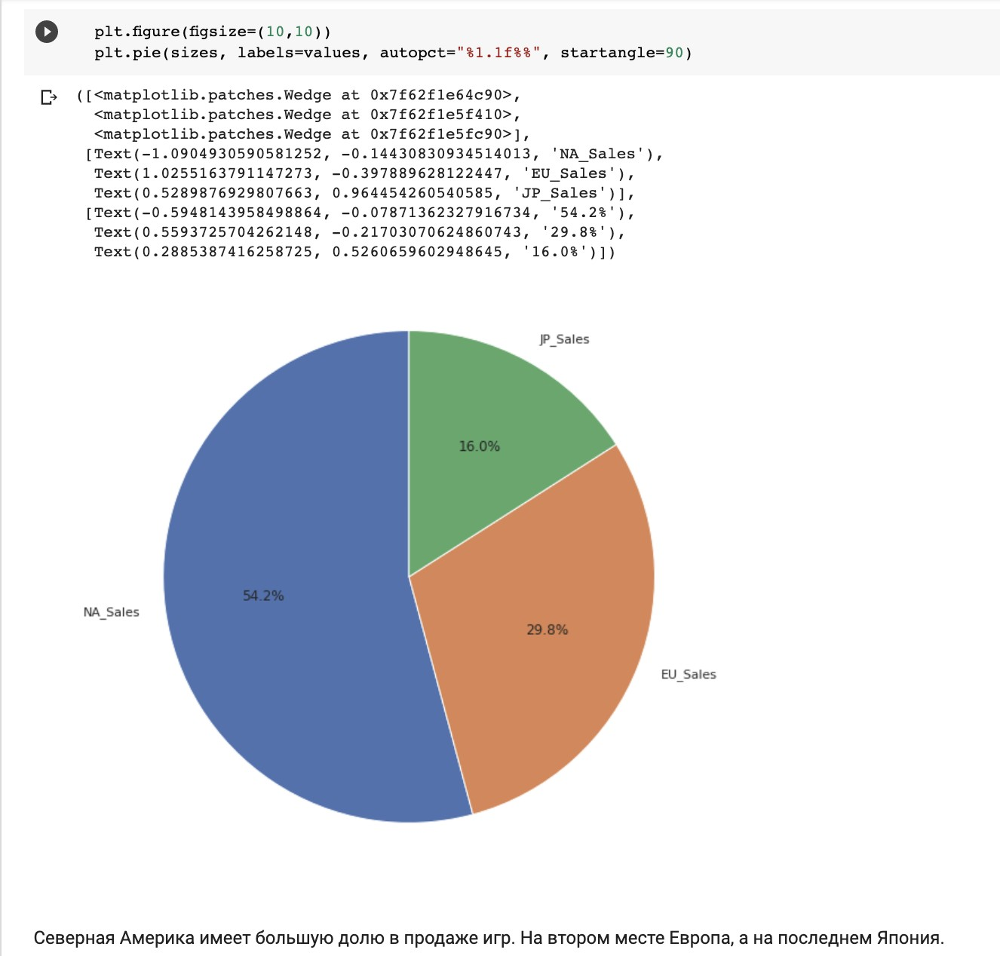 plt.figure(figsize=(10,10))
plt.pie(sizes, labels=values, autopct="%1.1f%%", startangle=90)
([<matplotlib.patches.Wedge at 0x7f62f1e64c90>,
<matplotlib.patches.Wedge at 0x7f62f1e5f410>,
<matplotlib.patches.Wedge at 0x7f62f1e5fc90>],
[Text(-1.0904930590581252, -0.14430830934514013, 'NA_Sales'),
Text(1.0255163791147273, -0.397889628122447, 'EU_Sales'),
Text(0.5289876929807663, 0.964454260540585, 'JP_Sales')],
[Text(-0.5948143958498864, -0.07871362327916734, '54.2%'),
Text(0.5593725704262148, -0.21703070624860743, '29.8%'),
Text(0.2885387416258725, 0.5260659602948645, '16.0%')])
JP_Sales
16.0%
54.2%
NA_Sales
29.8%
EU_Sales
Северная Америка имеет большую долю в продаже игр. На втором месте Европа, а на последнем Япония.